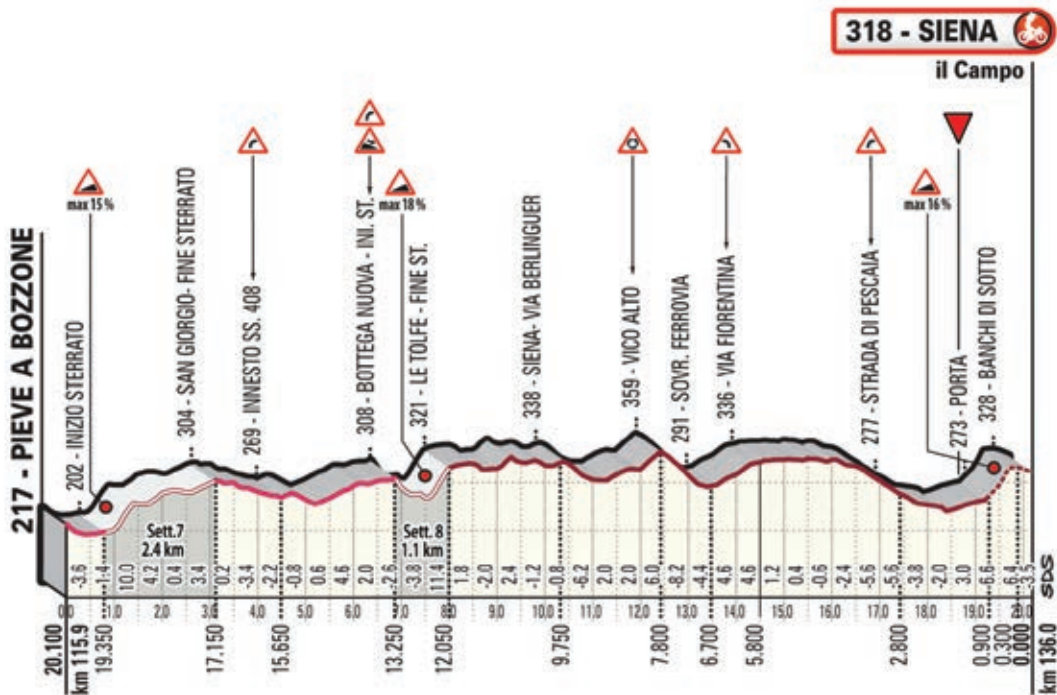 318 - SIENA
il Campo
217 - PIEVE A BOZZONE
202 - INIZIO STERRATO
max 15 %
304 - SAN GIORGIO- FINE STERRATO
269 - INNESTO SS. 408
308 - BOTTEGA NUOVA - INI. ST.
max 18 %
321 - LE TOLFE - FINE ST.
338 - SIENA- VIA BERLINGUER
359 - VICO ALTO
291 - SOVR. FERROVIA
336 - VIA FIORENTINA
277 - STRADA DI PESCAIA
max 16 %
273 - PORTA
328 - BANCHI DI SOTTO
Sett.7
2.4 km
Sett. 8
1.1 km
-3.6 -1.4 10.0 4.2 0.4 3.4 0.2 -3.4 -2.2 -0.8 0.6 4.6 2.0 -2.6 -3.8 11.4 1.8 -2.0 2.4 -1.2 -0.8 -6.2 2.0 2.0 6.0 -8.2 -4.4 4.6 4.6 1.2 0.4 -0.6 -2.4 -5.6 -5.6 -3.8 -2.0 3.0 -6.6 6.4 -3.5
0.0 1.0 2.0 3.0 4.0 5.0 6.0 7.0 8.0 9.0 10.0 11.0 12.0 13.0 14.0 15.0 16.0 17.0 18.0 19.0 20.0
SDS
20.100 19.350 17.150 15.650 13.250 12.050 9.750 7.800 6.700 5.800 2.800 0.900 0.300 0.000
km 115.9
km 136.0